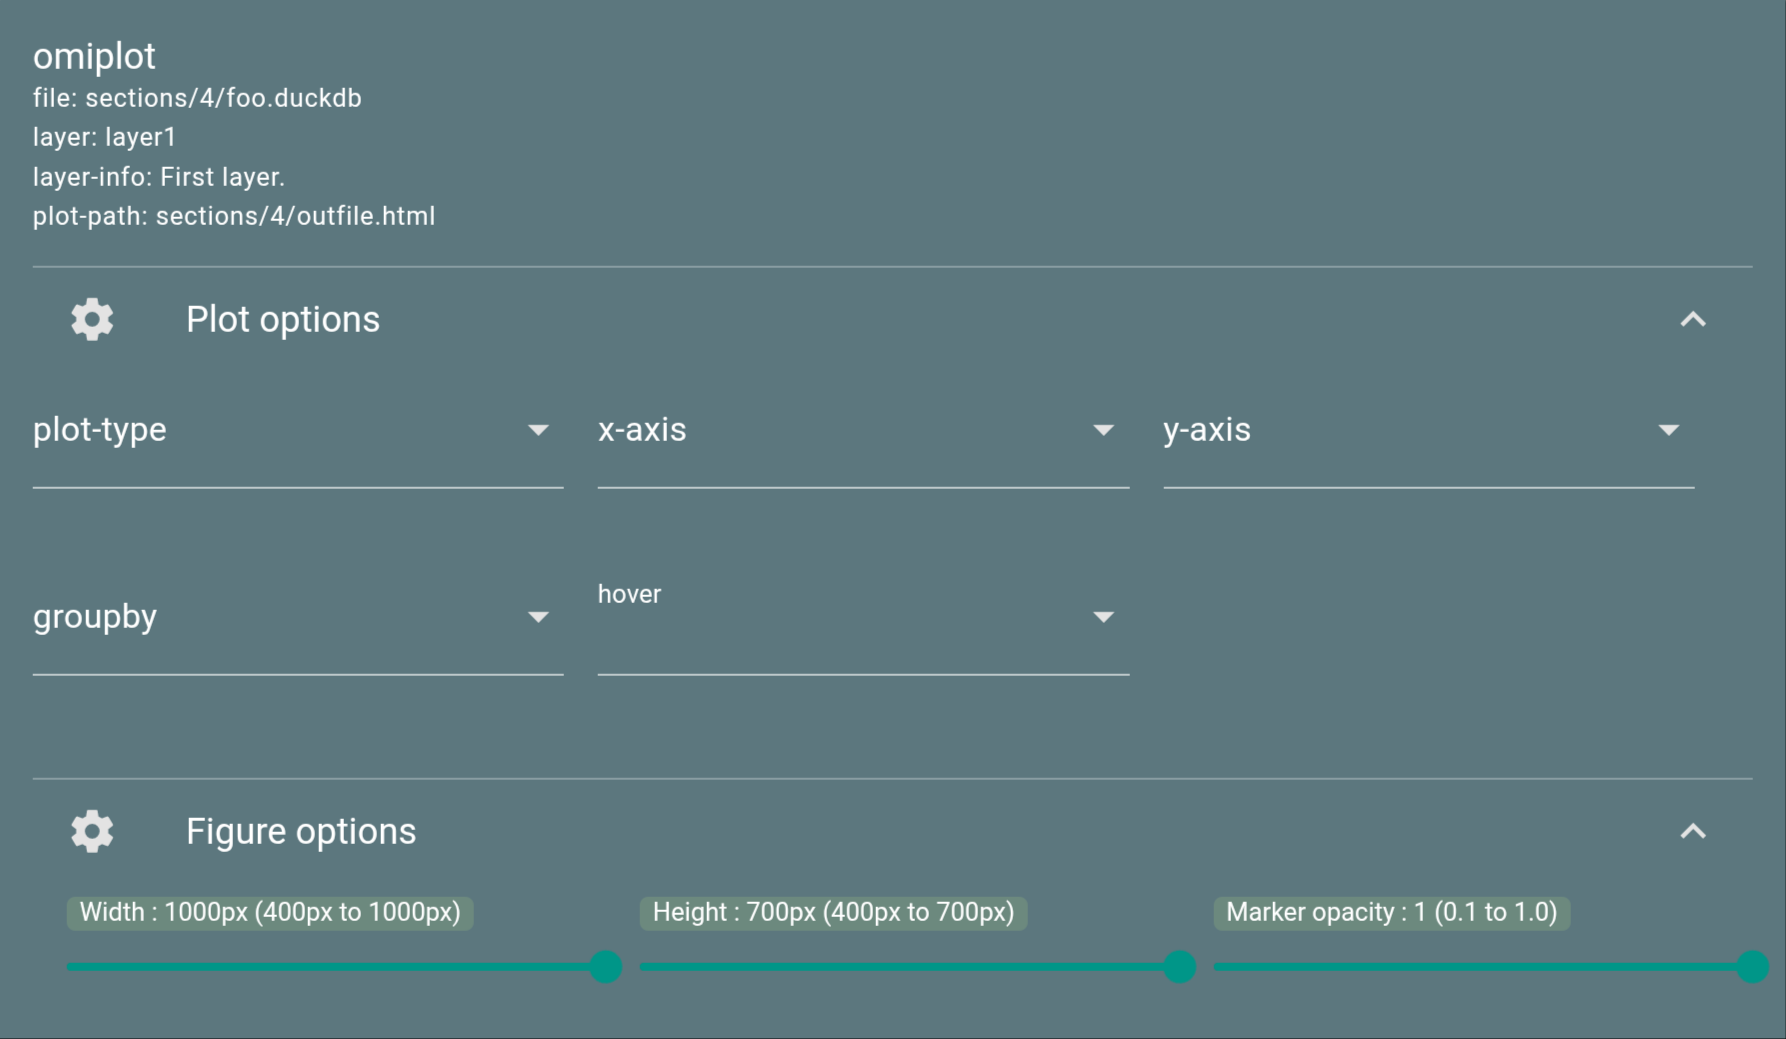 omiplot
file: sections/4/foo.duckdb
layer: layer1
layer-info: First layer.
plot-path: sections/4/outfile.html
Plot options
plot-type x-axis y-axis
groupby hover
Figure options
Width : 1000px (400px to 1000px) Height : 700px (400px to 700px) Marker opacity : 1 (0.1 to 1.0)